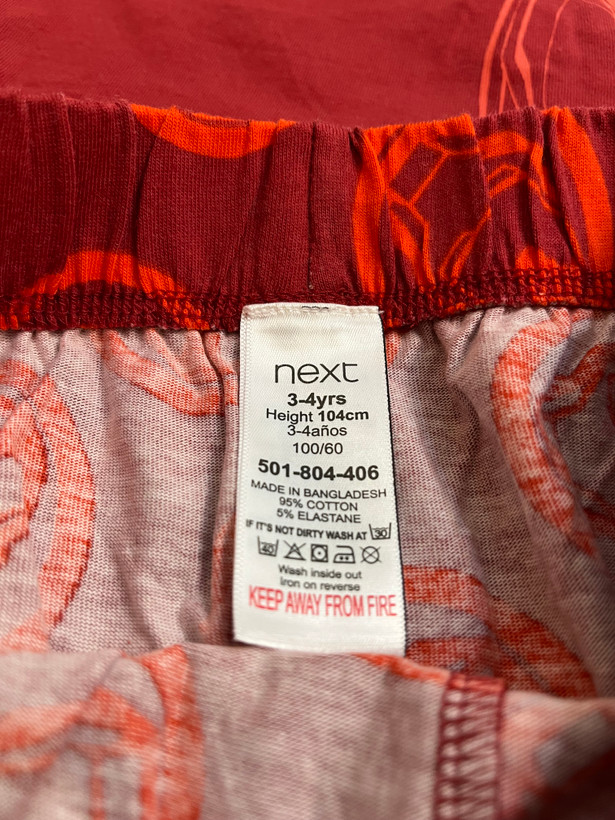 next
3-4yrs
Height 104cm
3-4años
100/60
501-804-406
MADE IN BANGLADESH
95% COTTON
5% ELASTANE
IF IT'S NOT DIRTY WASH AT 30
40
Wash inside out
Iron on reverse
KEEP AWAY FROM FIRE